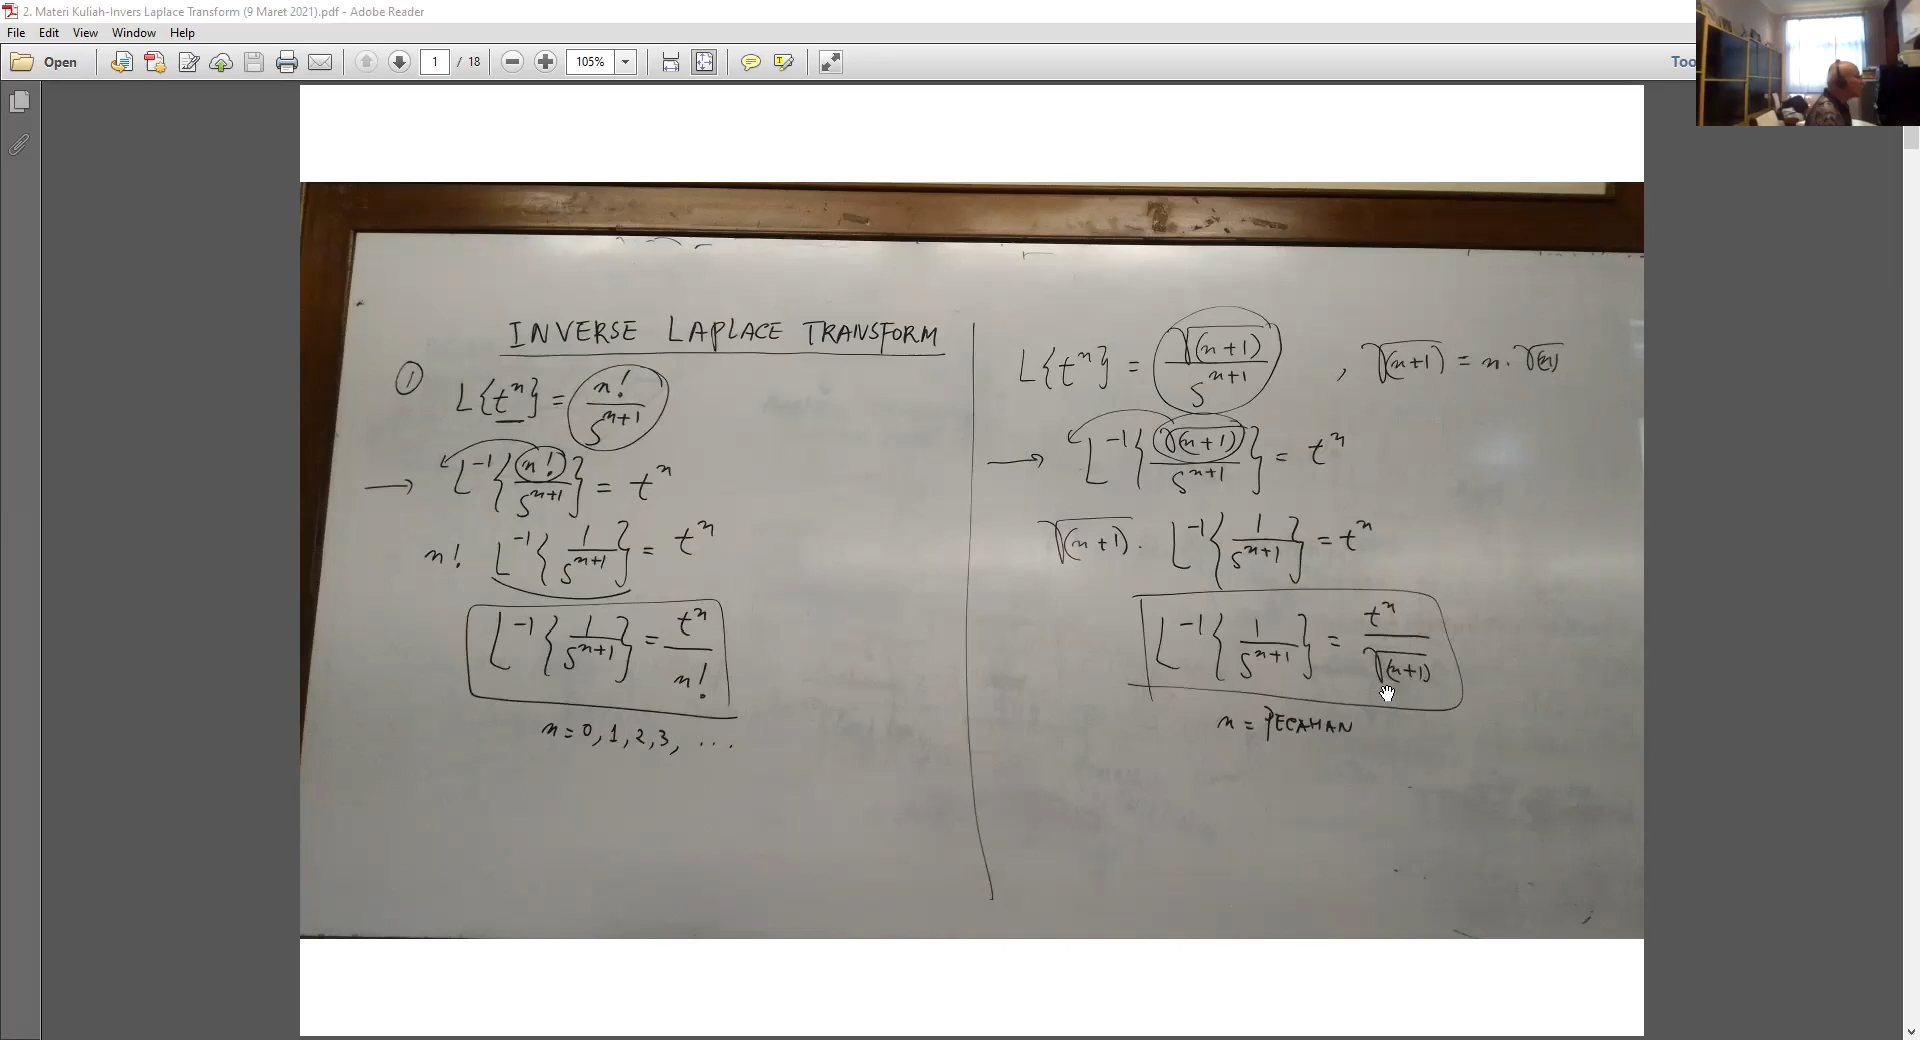 2. Materi Kuliah-Invers Laplace Transform (9 Maret 2021).pdf - Adobe Reader
File Edit View Window Help
Open 1 / 18 105% Too
INVERSE LAPLACE TRANSFORM
① L{tⁿ} = n!/sⁿ⁺¹
→ L⁻¹{n!/sⁿ⁺¹} = tⁿ
n! L⁻¹{1/sⁿ⁺¹} = tⁿ
L⁻¹{1/sⁿ⁺¹} = tⁿ/n!
n = 0, 1, 2, 3, ...
L{tⁿ} = Γ(n+1)/sⁿ⁺¹ , Γ(n+1) = n. Γ(n)
→ L⁻¹{Γ(n+1)/sⁿ⁺¹} = tⁿ
Γ(n+1). L⁻¹{1/sⁿ⁺¹} = tⁿ
L⁻¹{1/sⁿ⁺¹} = tⁿ/Γ(n+1)
n = PECAHAN